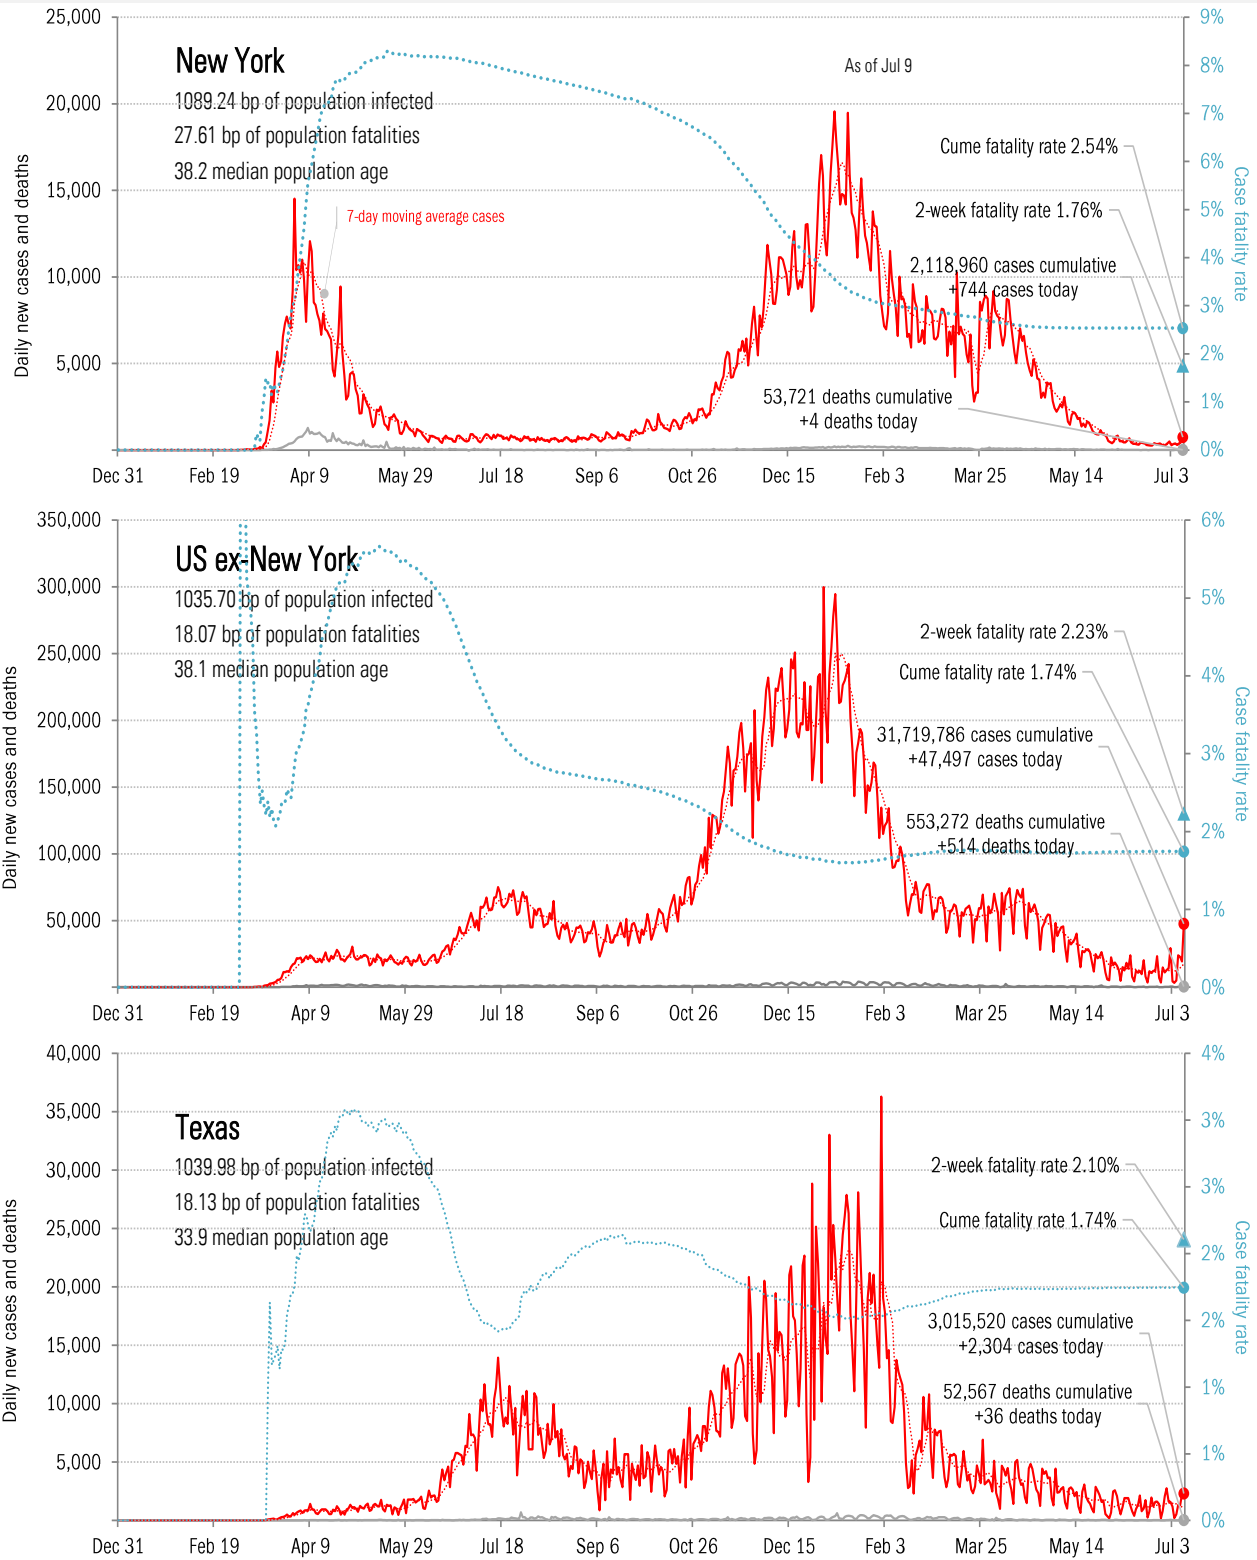 25,000
20,000
15,000
10,000
5,000
Daily new cases and deaths
New York
1089.24 bp of population infected
27.61 bp of population fatalities
38.2 median population age
7-day moving average cases
As of Jul 9
Cume fatality rate 2.54%
2-week fatality rate 1.76%
2,118,960 cases cumulative
+744 cases today
53,721 deaths cumulative
+4 deaths today
9%
8%
7%
6%
5%
4%
3%
2%
1%
0%
Case fatality rate
Dec 31 Feb 19 Apr 9 May 29 Jul 18 Sep 6 Oct 26 Dec 15 Feb 3 Mar 25 May 14 Jul 3
350,000
300,000
250,000
200,000
150,000
100,000
50,000
Daily new cases and deaths
US ex-New York
1035.70 bp of population infected
18.07 bp of population fatalities
38.1 median population age
2-week fatality rate 2.23%
Cume fatality rate 1.74%
31,719,786 cases cumulative
+47,497 cases today
553,272 deaths cumulative
+514 deaths today
6%
5%
4%
3%
2%
1%
0%
Case fatality rate
Dec 31 Feb 19 Apr 9 May 29 Jul 18 Sep 6 Oct 26 Dec 15 Feb 3 Mar 25 May 14 Jul 3
40,000
35,000
30,000
25,000
20,000
15,000
10,000
5,000
Daily new cases and deaths
Texas
1039.98 bp of population infected
18.13 bp of population fatalities
33.9 median population age
2-week fatality rate 2.10%
Cume fatality rate 1.74%
3,015,520 cases cumulative
+2,304 cases today
52,567 deaths cumulative
+36 deaths today
4%
3%
3%
2%
2%
1%
1%
0%
Case fatality rate
Dec 31 Feb 19 Apr 9 May 29 Jul 18 Sep 6 Oct 26 Dec 15 Feb 3 Mar 25 May 14 Jul 3